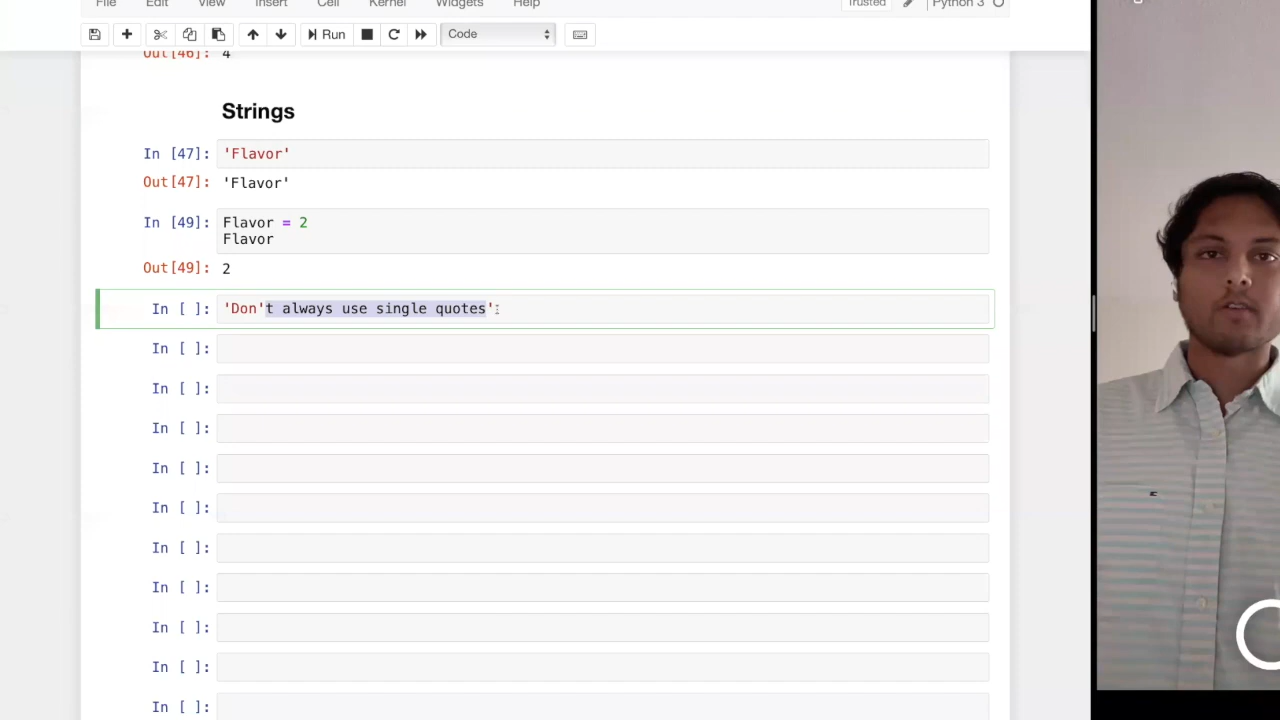 File Edit View Insert Cell Kernel Widgets Help Trusted Python 3
Run Code
Out[46]: 4
Strings
In [47]: 'Flavor'
Out[47]: 'Flavor'
In [49]: Flavor = 2
Flavor
Out[49]: 2
In [ ]: 'Don't always use single quotes'
In [ ]:
In [ ]:
In [ ]:
In [ ]:
In [ ]:
In [ ]:
In [ ]:
In [ ]:
In [ ]:
In [ ]: